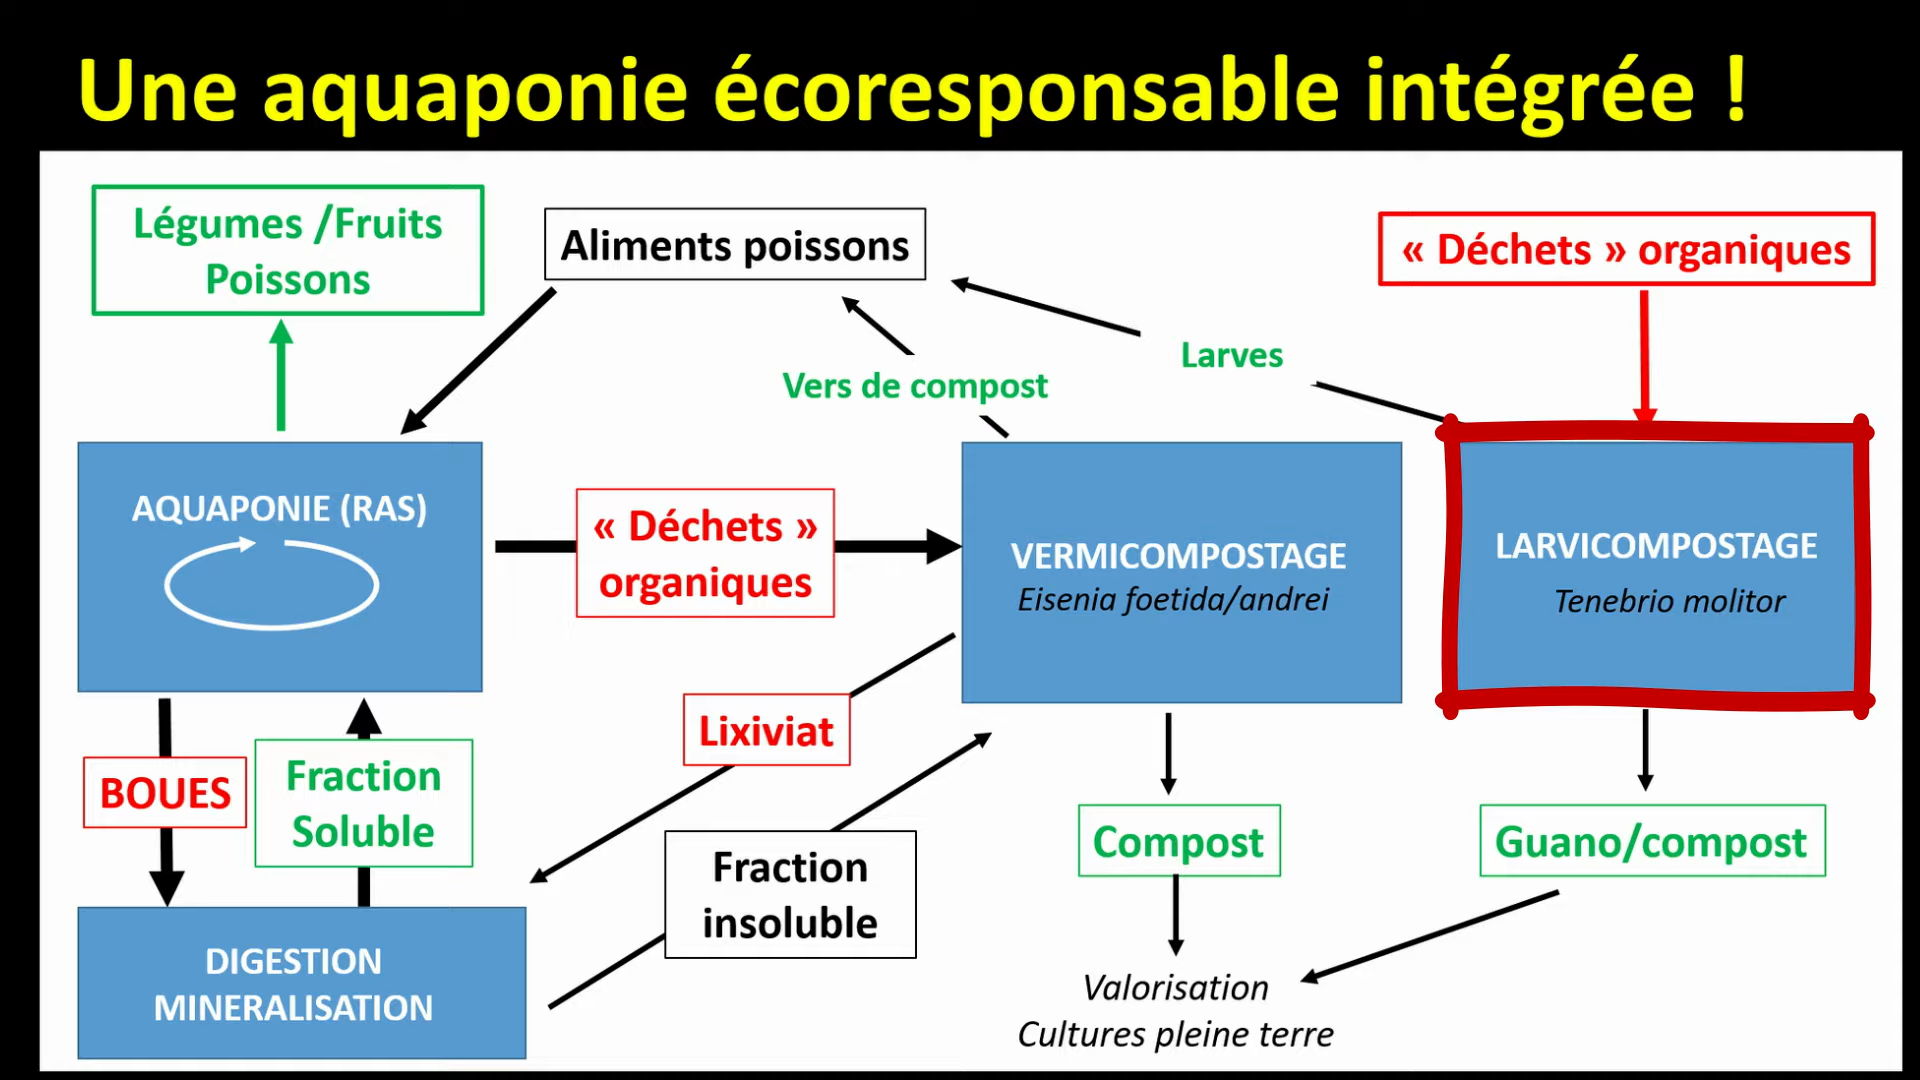 Une aquaponie écoresponsable intégrée !
Légumes /Fruits
Poissons
Aliments poissons
« Déchets » organiques
Larves
Vers de compost
AQUAPONIE (RAS)
« Déchets »
organiques
VERMICOMPOSTAGE
Eisenia foetida/andrei
LARVICOMPOSTAGE
Tenebrio molitor
Lixiviat
BOUES
Fraction
Soluble
Fraction
insoluble
Compost
Guano/compost
DIGESTION
MINERALISATION
Valorisation
Cultures pleine terre